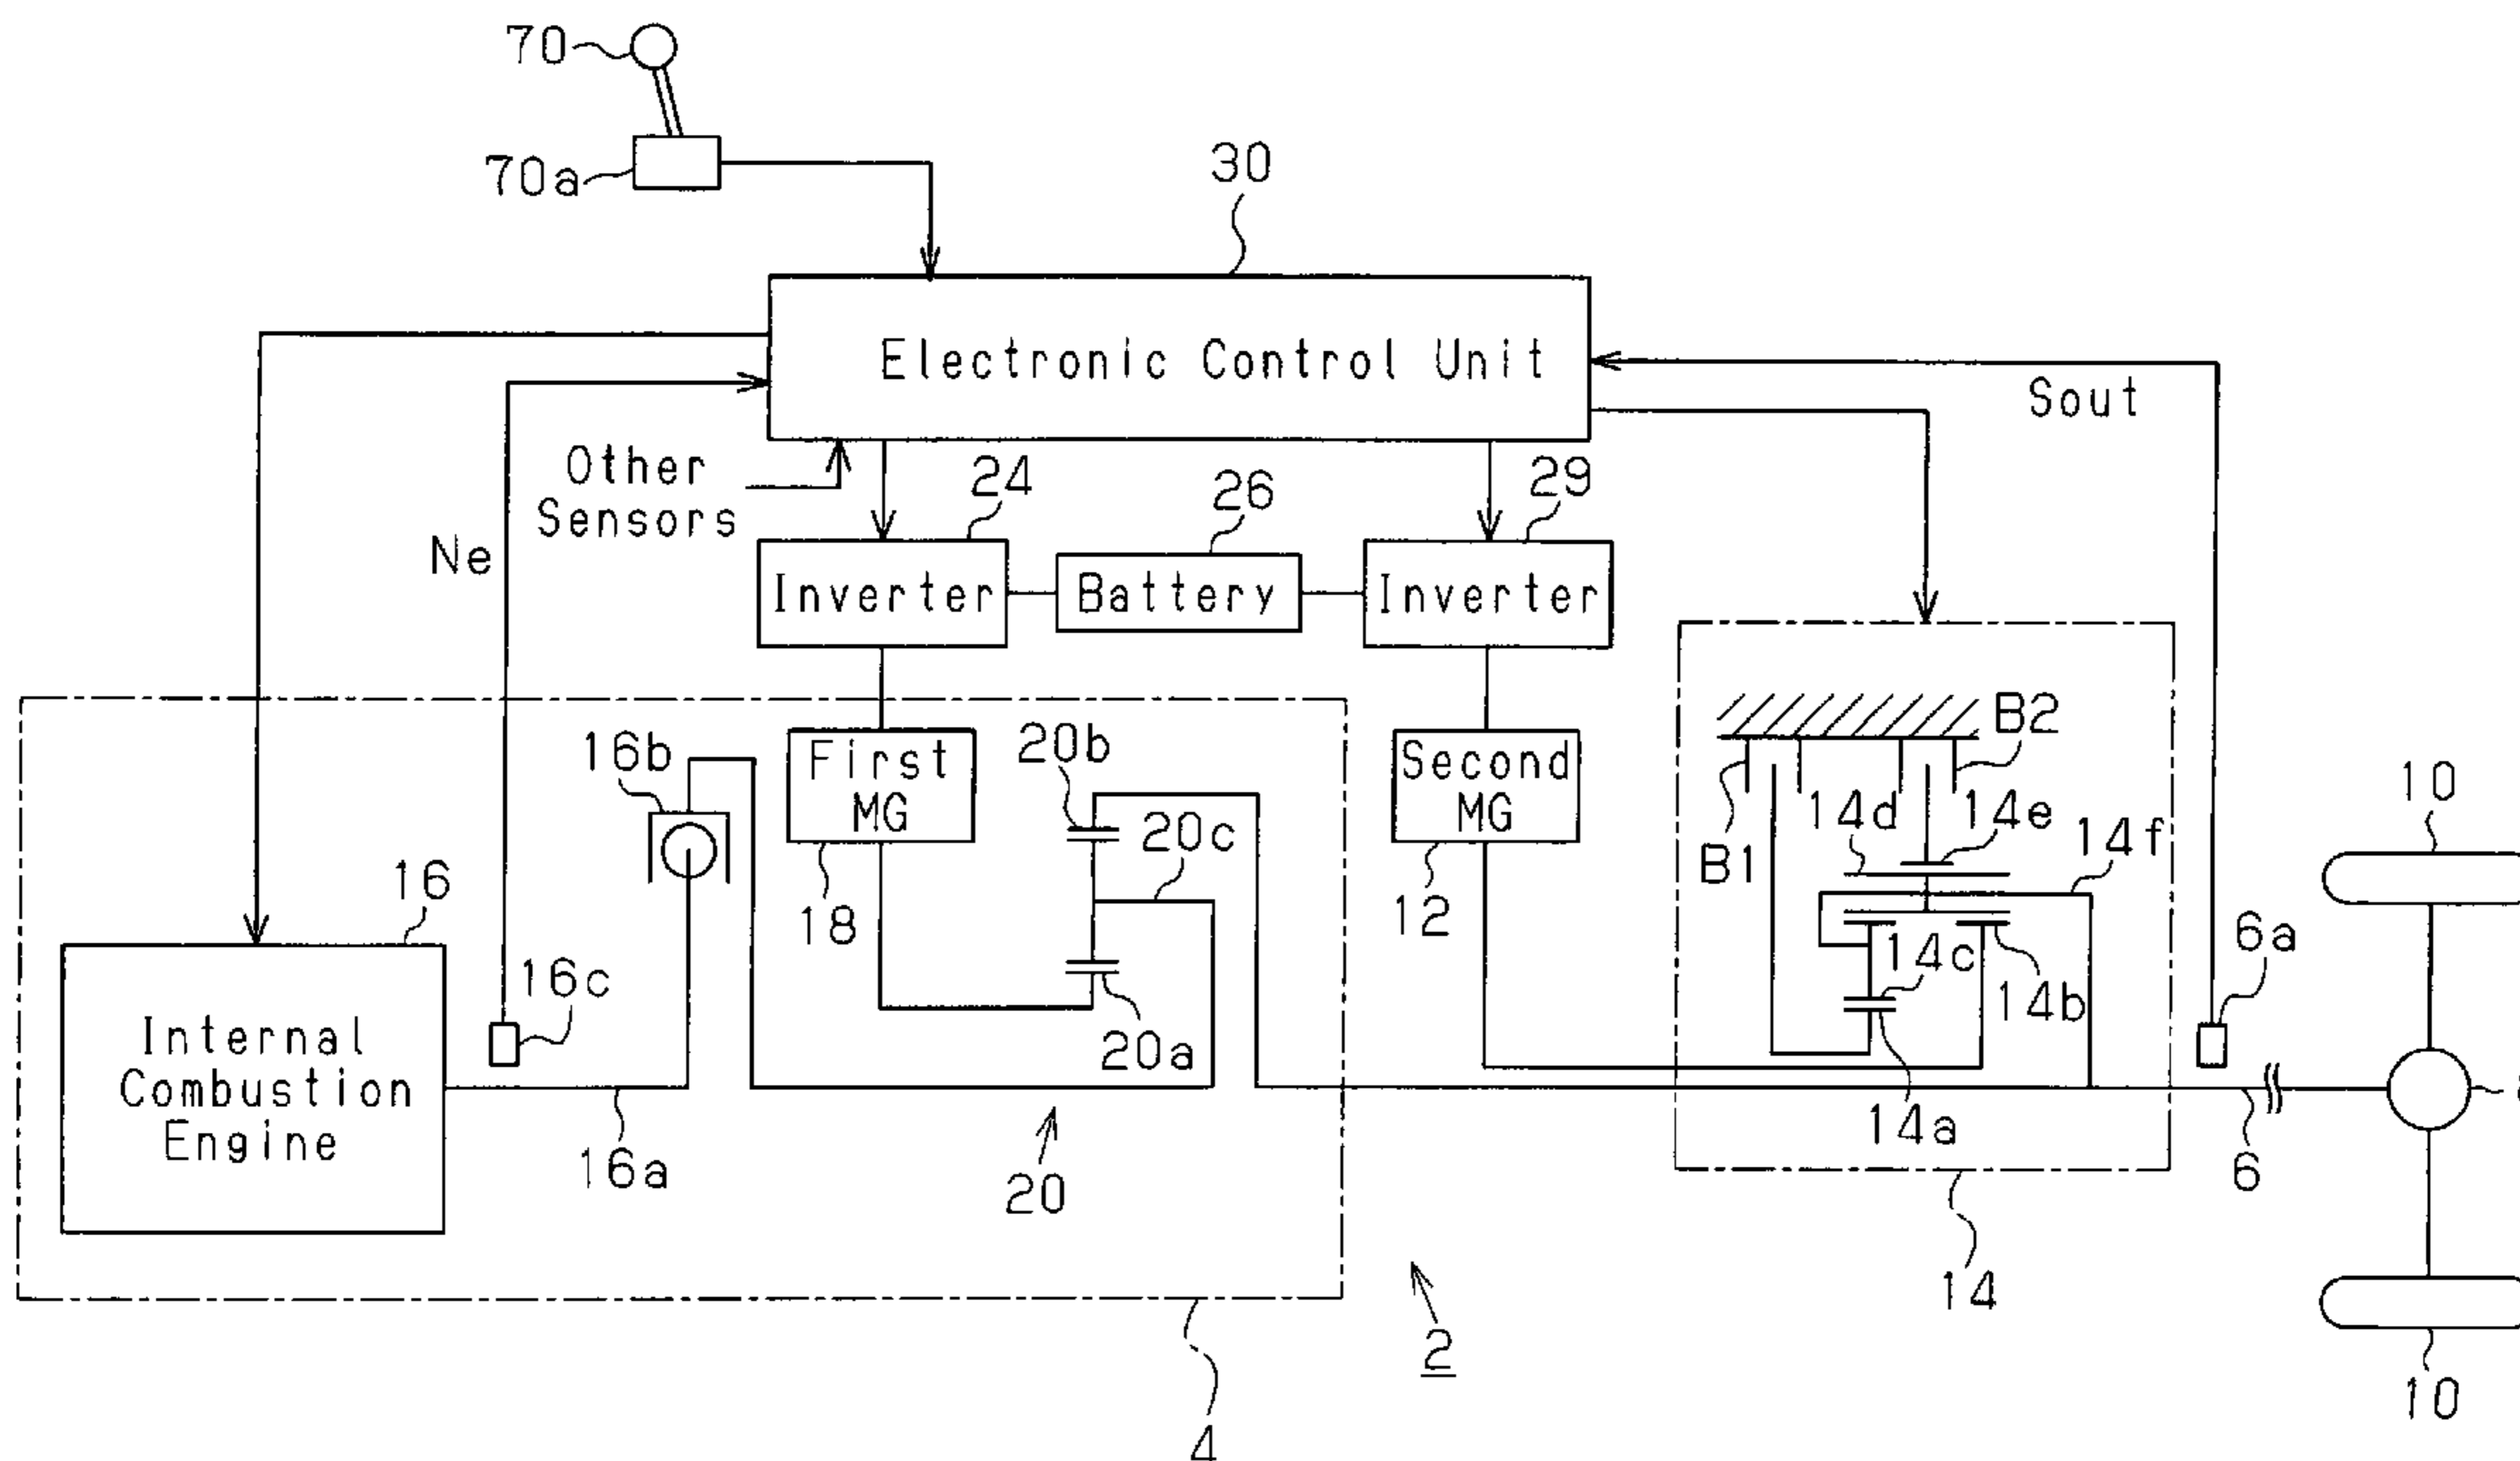 70
70a
30
Electronic Control Unit
Sout
Other
Sensors
24
26
29
Ne
Inverter
Battery
Inverter
16b
First
MG
20b
20c
Second
MG
B2
14d
14e
14f
B1
10
16
18
12
14c
14b
6a
16c
Internal
Combustion
Engine
20a
14a
16a
20
6
14
2
10
4